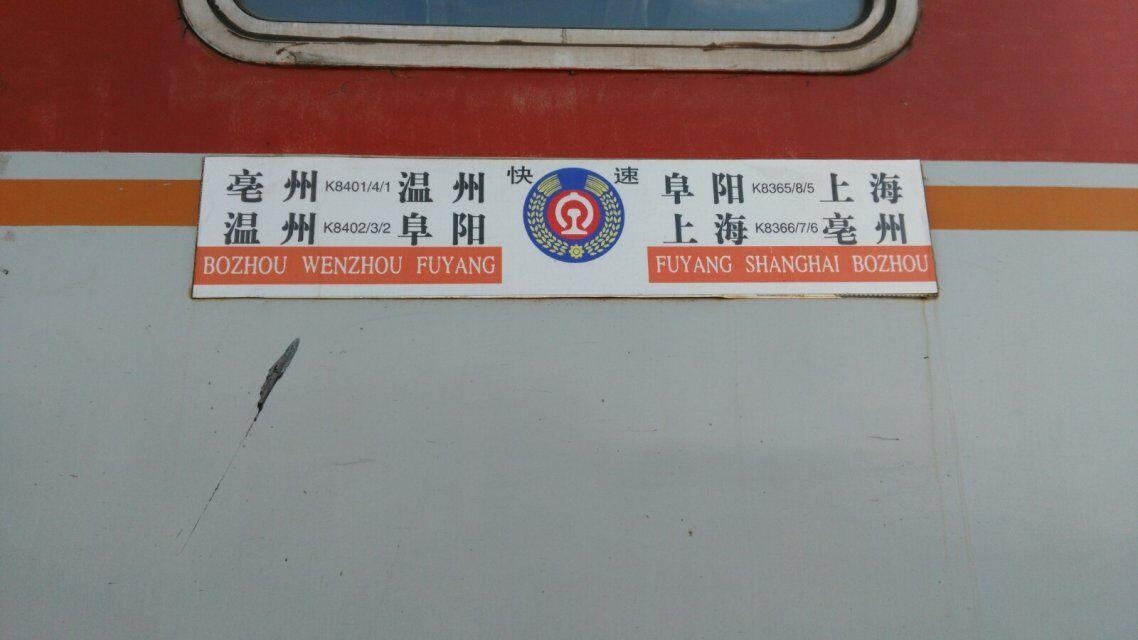 亳州 K8401/4/1 温州
温州 K8402/3/2 阜阳
BOZHOU WENZHOU FUYANG
快速
阜阳 K8365/8/5 上海
上海 K8366/7/6 亳州
FUYANG SHANGHAI BOZHOU